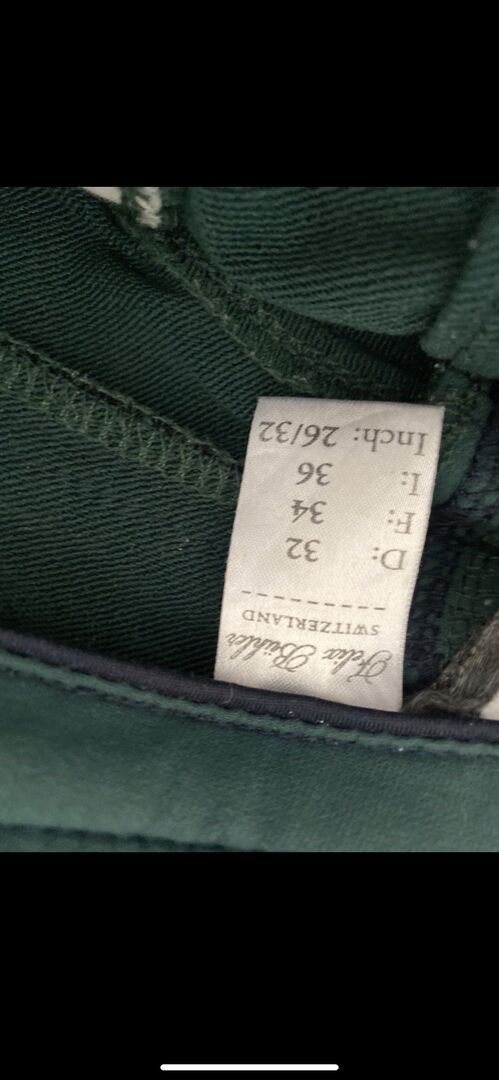 Felix Bühler
SWITZERLAND
D: 32
F: 34
I: 36
Inch: 26/32